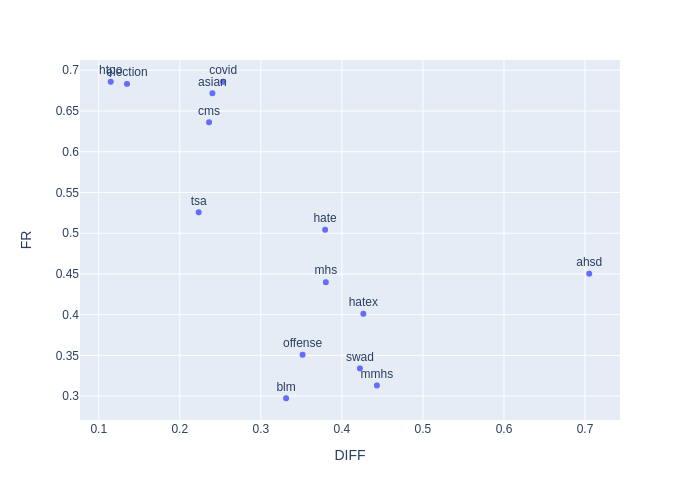 0.7
0.65
0.6
0.55
0.5
0.45
0.4
0.35
0.3
FR
election
covid
asian
cms
tsa
hate
ahsd
mhs
hatex
offense
swad
mmhs
blm
0.1
0.2
0.3
0.4
0.5
0.6
0.7
DIFF